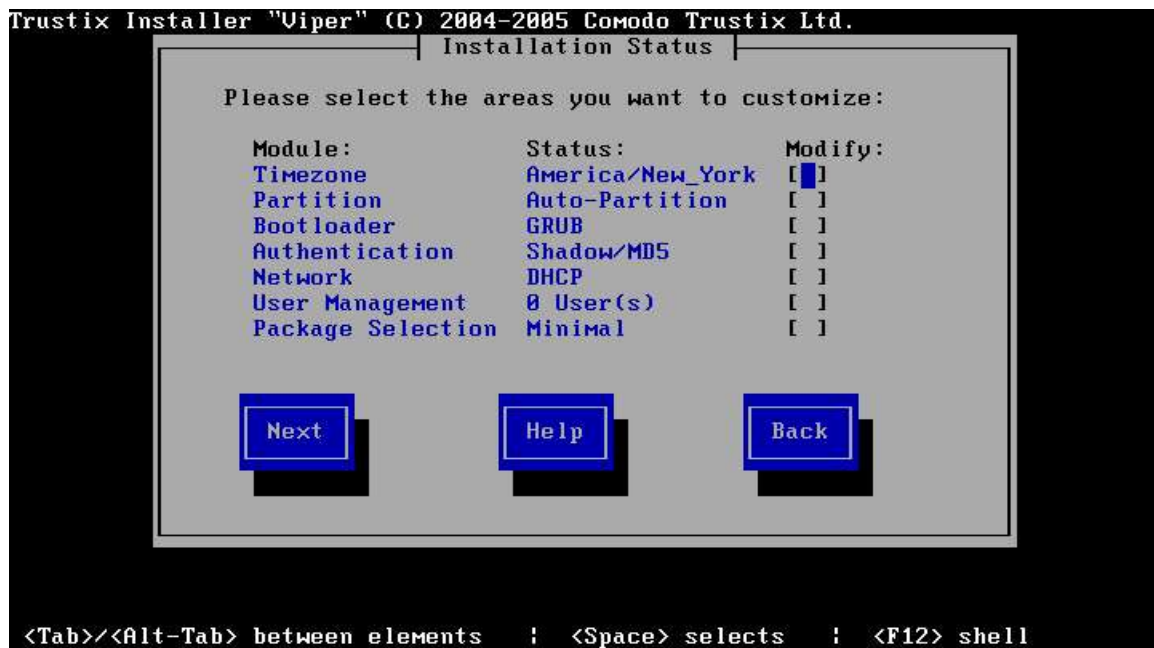 Trustix Installer "Viper" (C) 2004-2005 Comodo Trustix Ltd.
Installation Status
Please select the areas you want to customize:
Module: Status: Modify:
Timezone America/New_York [ ]
Partition Auto-Partition [ ]
Bootloader GRUB [ ]
Authentication Shadow/MD5 [ ]
Network DHCP [ ]
User Management 0 User(s) [ ]
Package Selection Minimal [ ]
Next Help Back
<Tab>/<Alt-Tab> between elements ¦ <Space> selects ¦ <F12> shell